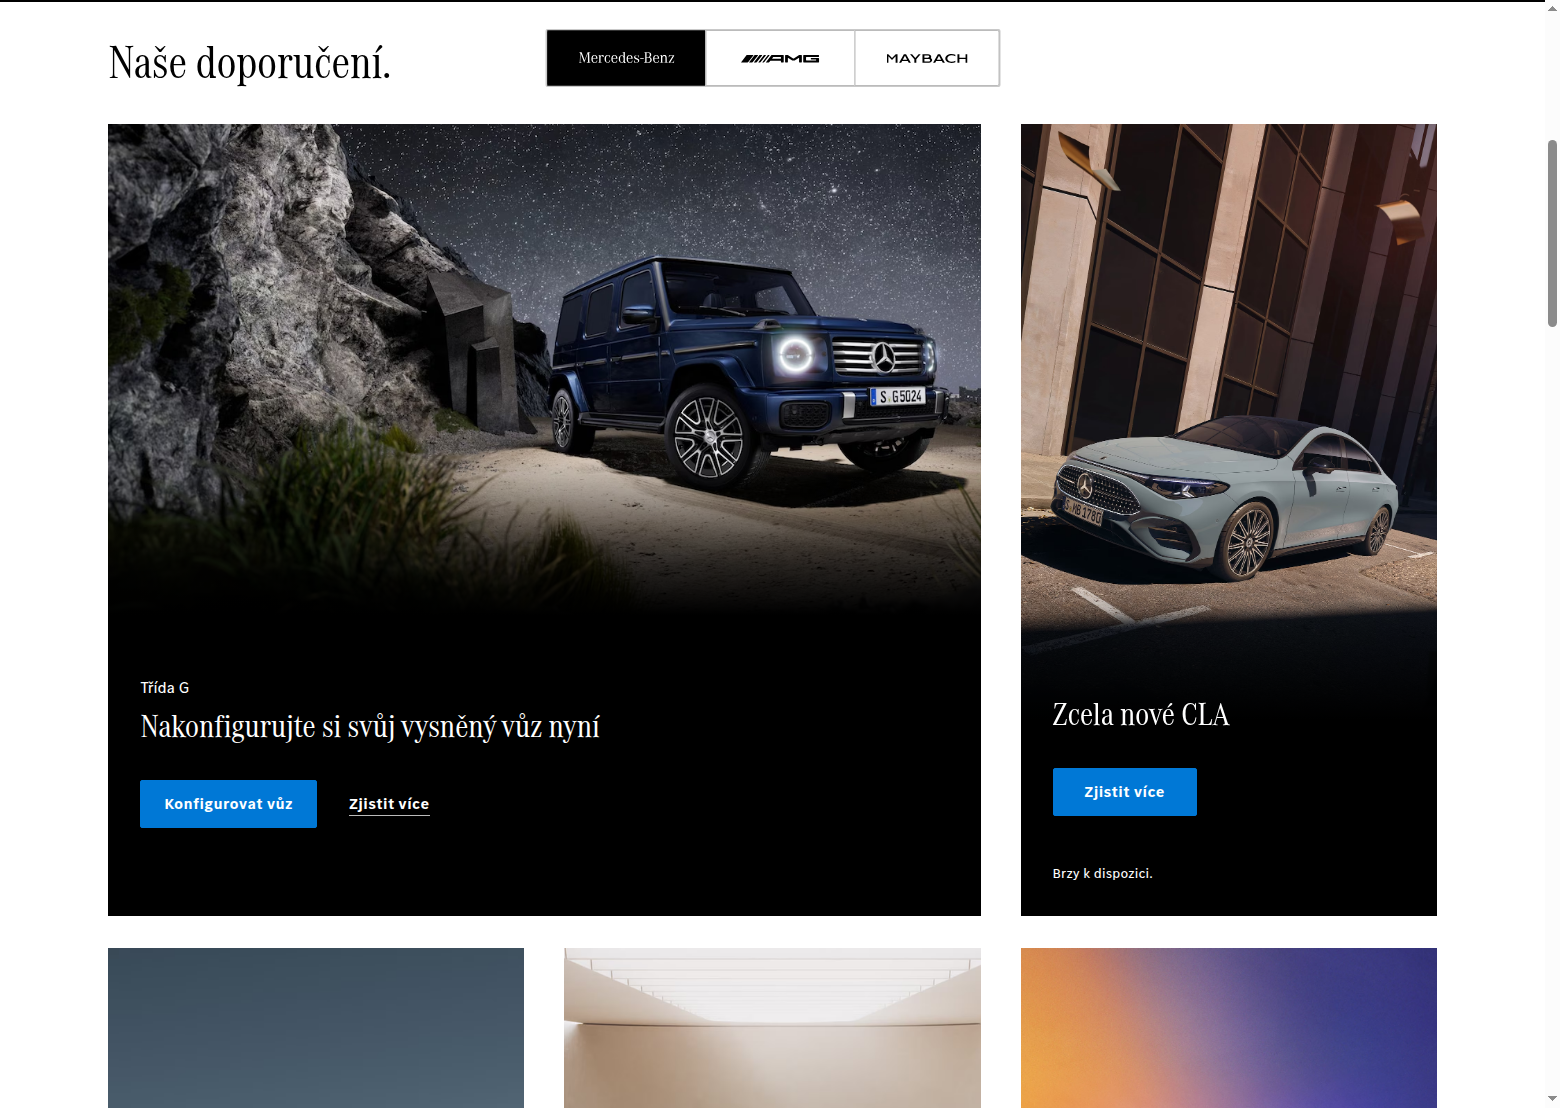 Naše doporučení.
Mercedes-Benz
AMG
MAYBACH
S G 5024
S HB 1780
Třída G
Nakonfigurujte si svůj vysněný vůz nyní
Konfigurovat vůz
Zjistit více
Zcela nové CLA
Zjistit více
Brzy k dispozici.